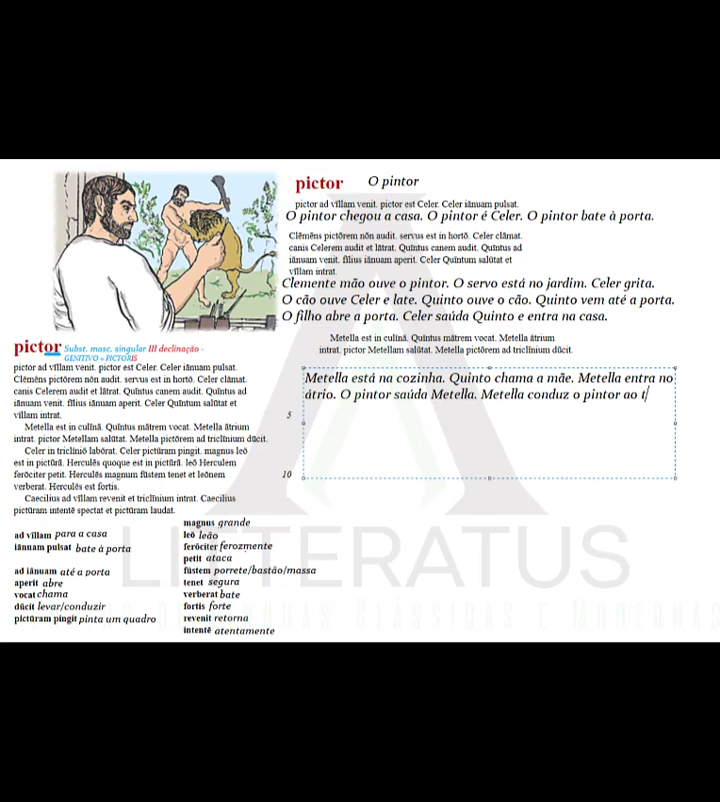 pictor O pintor
pictor ad vīllam venit. pictor est Celer. Celer iānuam pulsat.
O pintor chegou a casa. O pintor é Celer. O pintor bate à porta.
Clēmēns pictōrem nōn audit. servus est in hortō. Celer clāmat.
canis Celerem audit et lātrat. Quīntus canem audit. Quīntus ad
iānuam venit. fīlius iānuam aperit. Celer Quīntum salūtat et
vīllam intrat.
Clemente mão ouve o pintor. O servo está no jardim. Celer grita.
O cão ouve Celer e late. Quinto ouve o cão. Quinto vem até a porta.
O filho abre a porta. Celer saúda Quinto e entra na casa.
Metella est in culīnā. Quīntus mātrem vocat. Metella ātrium
intrat. pictor Metellam salūtat. Metella pictōrem ad triclīnium dūcit.
Metella está na cozinha. Quinto chama a mãe. Metella entra no
átrio. O pintor saúda Metella. Metella conduz o pintor ao t
pictor Subst. masc. singular III declinação -
GENITIVO = PICTORIS
pictor ad vīllam venit. pictor est Celer. Celer iānuam pulsat.
Clēmēns pictōrem nōn audit. servus est in hortō. Celer clāmat.
canis Celerem audit et lātrat. Quīntus canem audit. Quīntus ad
iānuam venit. fīlius iānuam aperit. Celer Quīntum salūtat et
vīllam intrat. 5
Metella est in culīnā. Quīntus mātrem vocat. Metella ātrium
intrat. pictor Metellam salūtat. Metella pictōrem ad triclīnium dūcit.
Celer in triclīniō labōrat. Celer pictūram pingit. magnus leō
est in pictūrā. Herculēs quoque est in pictūrā. leō Herculem
ferōciter petit. Herculēs magnum fūstem tenet et leōnem 10
verberat. Herculēs est fortis.
Caecilius ad vīllam revenit et triclīnium intrat. Caecilius
pictūram intentē spectat et pictūram laudat.
ad vīllam para a casa
iānuam pulsat bate à porta
ad iānuam até a porta
aperit abre
vocat chama
dūcit levar/conduzir
pictūram pingit pinta um quadro
magnus grande
leō leão
ferōciter ferozmente
petit ataca
fūstem porrete/bastão/massa
tenet segura
verberat bate
fortis forte
revenit retorna
intentē atentamente
LITTERATUS
LÍNGUAS CLÁSSICAS E MODERNAS